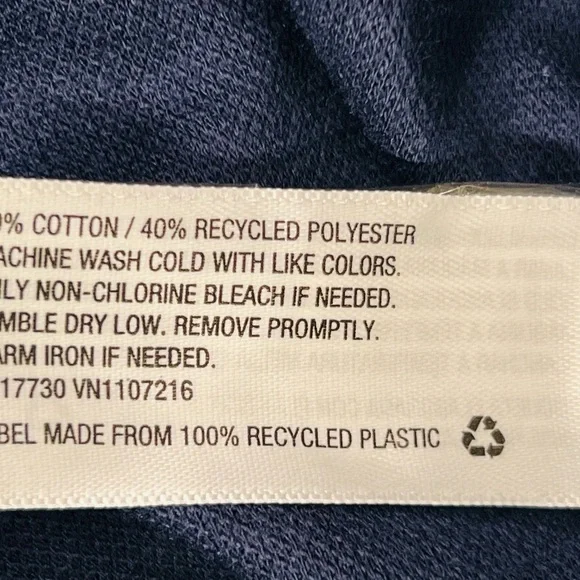 0% COTTON / 40% RECYCLED POLYESTER
ACHINE WASH COLD WITH LIKE COLORS.
LY NON-CHLORINE BLEACH IF NEEDED.
MBLE DRY LOW. REMOVE PROMPTLY.
ARM IRON IF NEEDED.
17730 VN1107216
BEL MADE FROM 100% RECYCLED PLASTIC